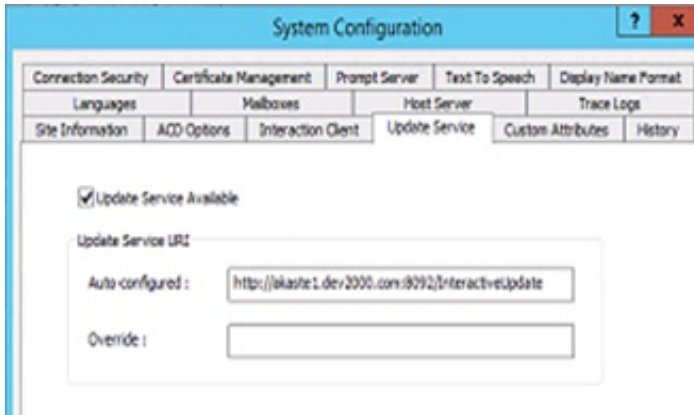 System Configuration ? x
Connection Security Certificate Management Prompt Server Text To Speech Display Name Format
Languages Mailboxes Host Server Trace Logs
Site Information ACD Options Interaction Client Update Service Custom Attributes History
Update Service Available
Update Service URI
Auto configured : http://akaste1.dev2000.com:8092/InteractiveUpdate
Override :